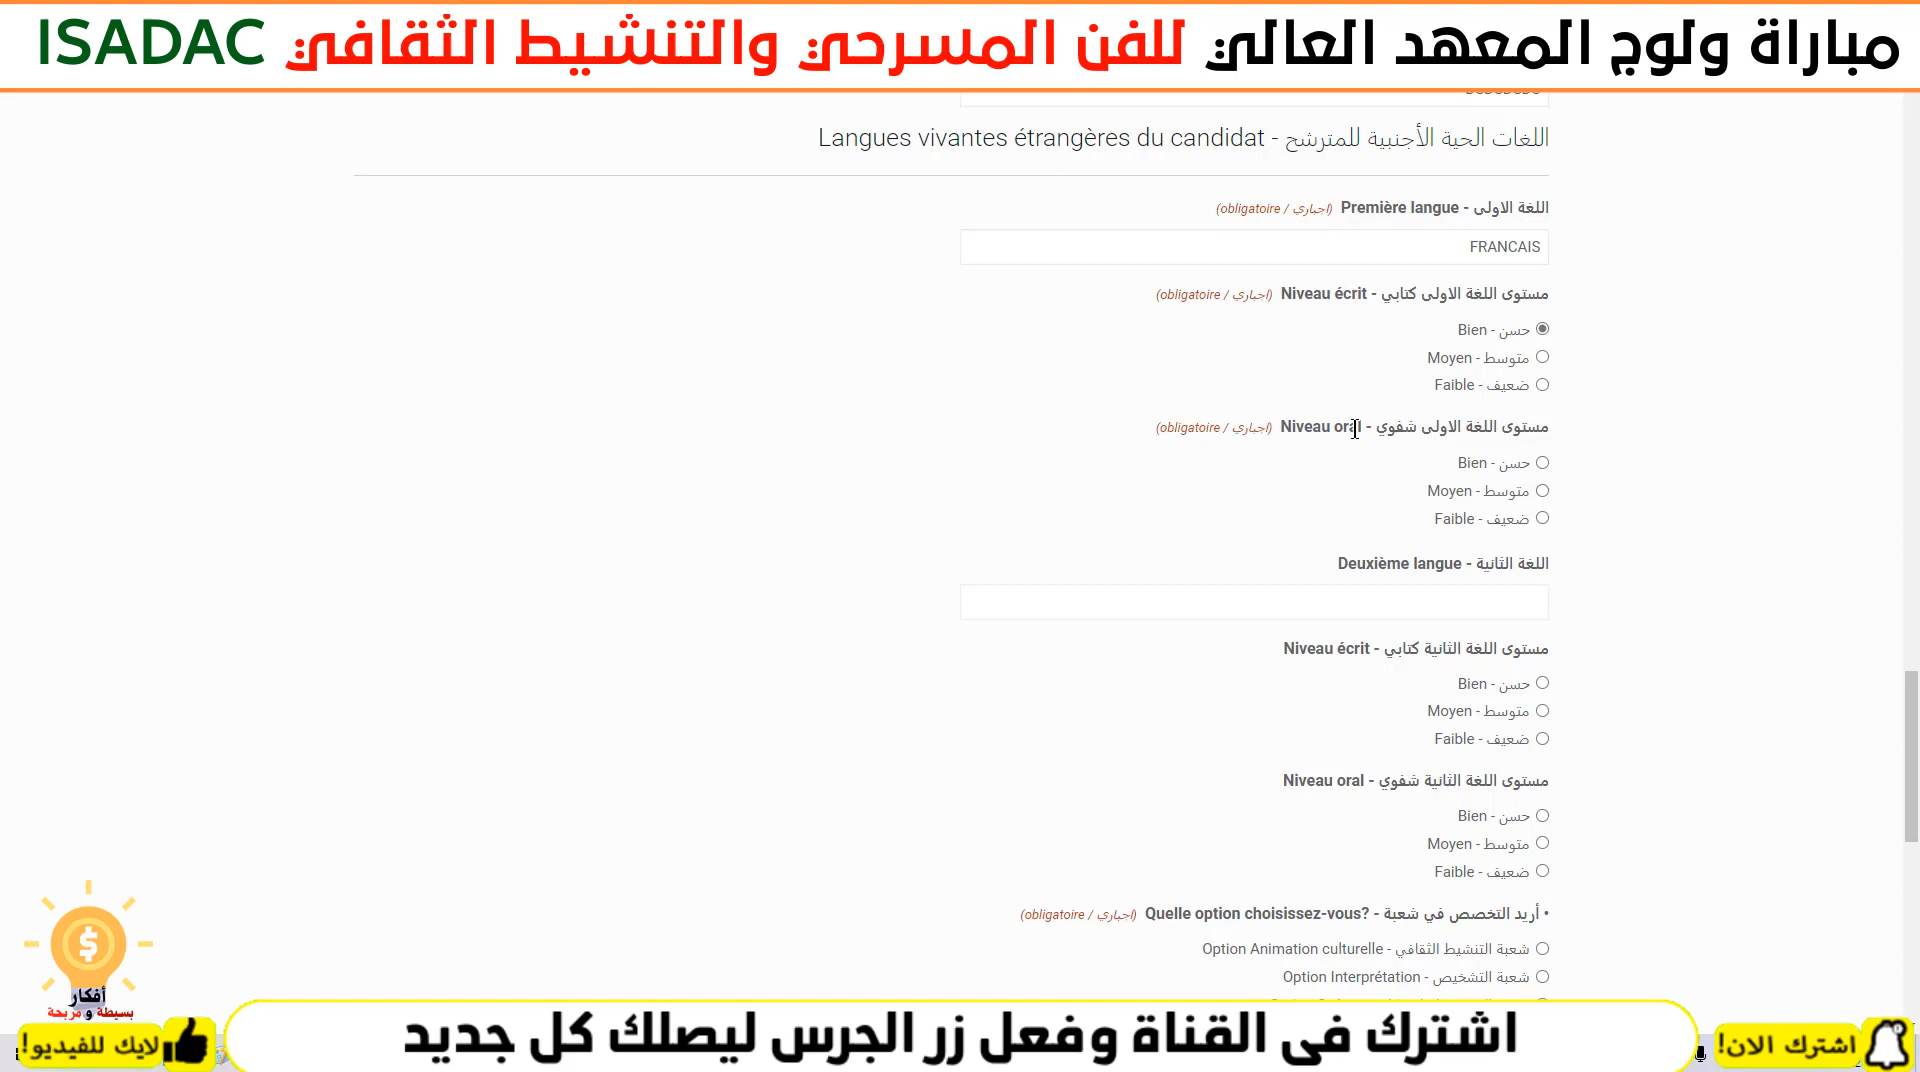 مباراة ولوج المعهد العالي للفن المسرحي والتنشيط الثقافي ISADAC
اللغات الحية الأجنبية للمترشح - Langues vivantes étrangères du candidat
اللغة الاولى - Première langue (اجباري / obligatoire)
FRANCAIS
مستوى اللغة الاولى كتابي - Niveau écrit (اجباري / obligatoire)
حسن - Bien
متوسط - Moyen
ضعيف - Faible
مستوى اللغة الاولى شفوي - Niveau oral (اجباري / obligatoire)
حسن - Bien
متوسط - Moyen
ضعيف - Faible
اللغة الثانية - Deuxième langue
مستوى اللغة الثانية كتابي - Niveau écrit
حسن - Bien
متوسط - Moyen
ضعيف - Faible
مستوى اللغة الثانية شفوي - Niveau oral
حسن - Bien
متوسط - Moyen
ضعيف - Faible
• أريد التخصص في شعبة - Quelle option choisissez-vous? (اجباري / obligatoire)
شعبة التنشيط الثقافي - Option Animation culturelle
شعبة التشخيص - Option Interprétation
أفكار
بسيطة و مربحة
لايك للفيديو!
اشترك فى القناة وفعل زر الجرس ليصلك كل جديد
اشترك الان!